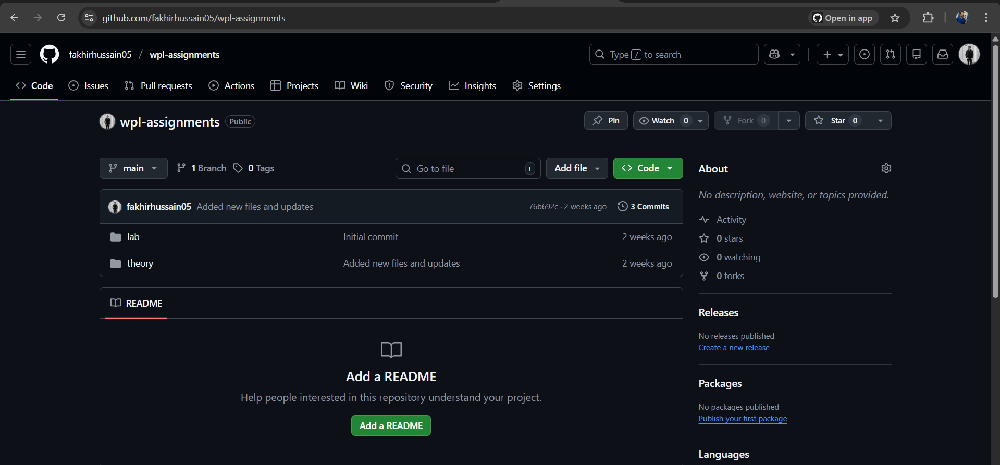 github.com/fakhirhussain05/wpl-assignments
Open in app
fakhirhussain05 / wpl-assignments
Type / to search
Code Issues Pull requests Actions Projects Wiki Security Insights Settings
wpl-assignments Public
Pin Watch 0 Fork 0 Star 0
main 1 Branch 0 Tags
Go to file t Add file Code
fakhirhussain05 Added new files and updates 76b692c · 2 weeks ago 3 Commits
lab Initial commit 2 weeks ago
theory Added new files and updates 2 weeks ago
README
Add a README
Help people interested in this repository understand your project.
Add a README
About
No description, website, or topics provided.
Activity
0 stars
0 watching
0 forks
Releases
No releases published
Create a new release
Packages
No packages published
Publish your first package
Languages